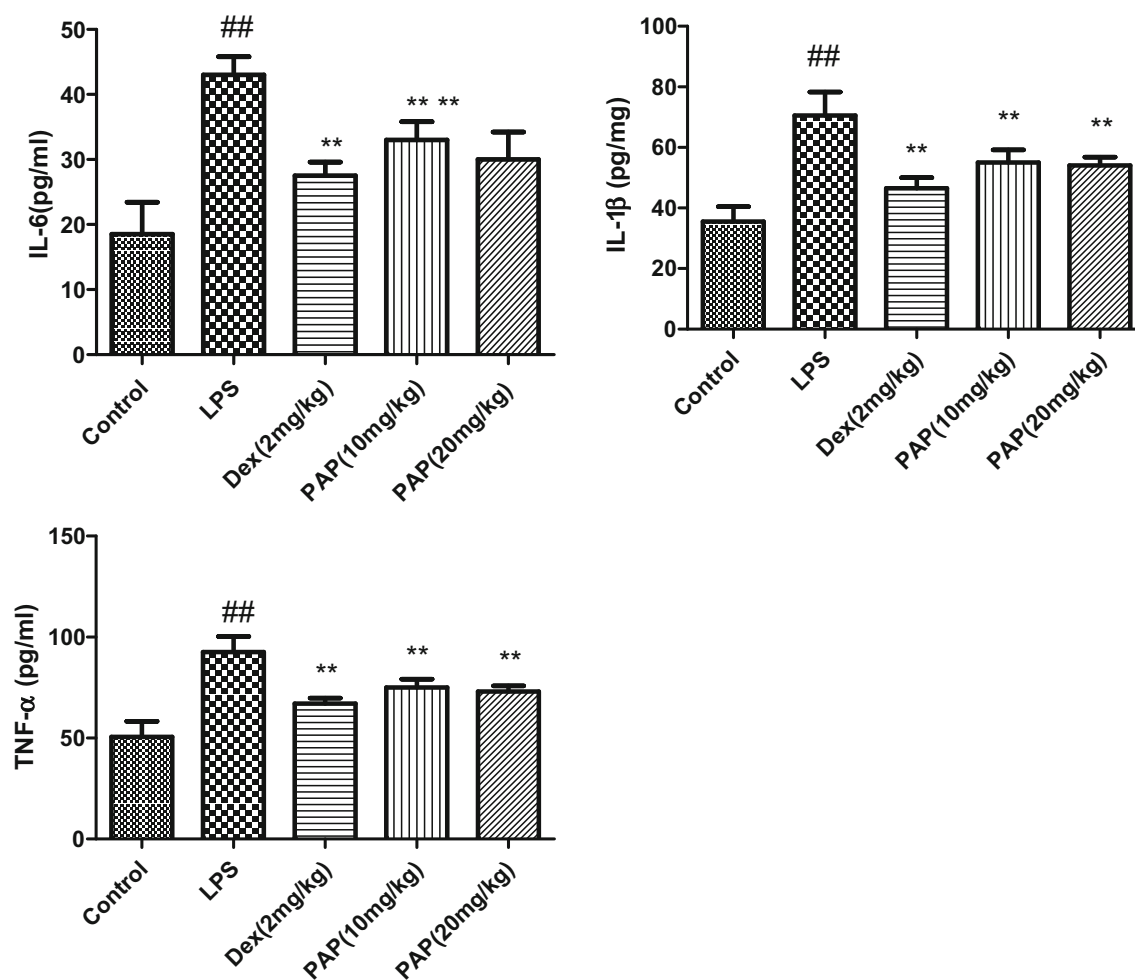 50
40
30
20
10
0
IL-6(pg/ml)
##
**
** **
Control
LPS
Dex(2mg/kg)
PAP(10mg/kg)
PAP(20mg/kg)
100
80
60
40
20
0
IL-1β (pg/mg)
##
**
**
**
Control
LPS
Dex(2mg/kg)
PAP(10mg/kg)
PAP(20mg/kg)
150
100
50
0
TNF-α (pg/ml)
##
**
**
**
Control
LPS
Dex(2mg/kg)
PAP(10mg/kg)
PAP(20mg/kg)